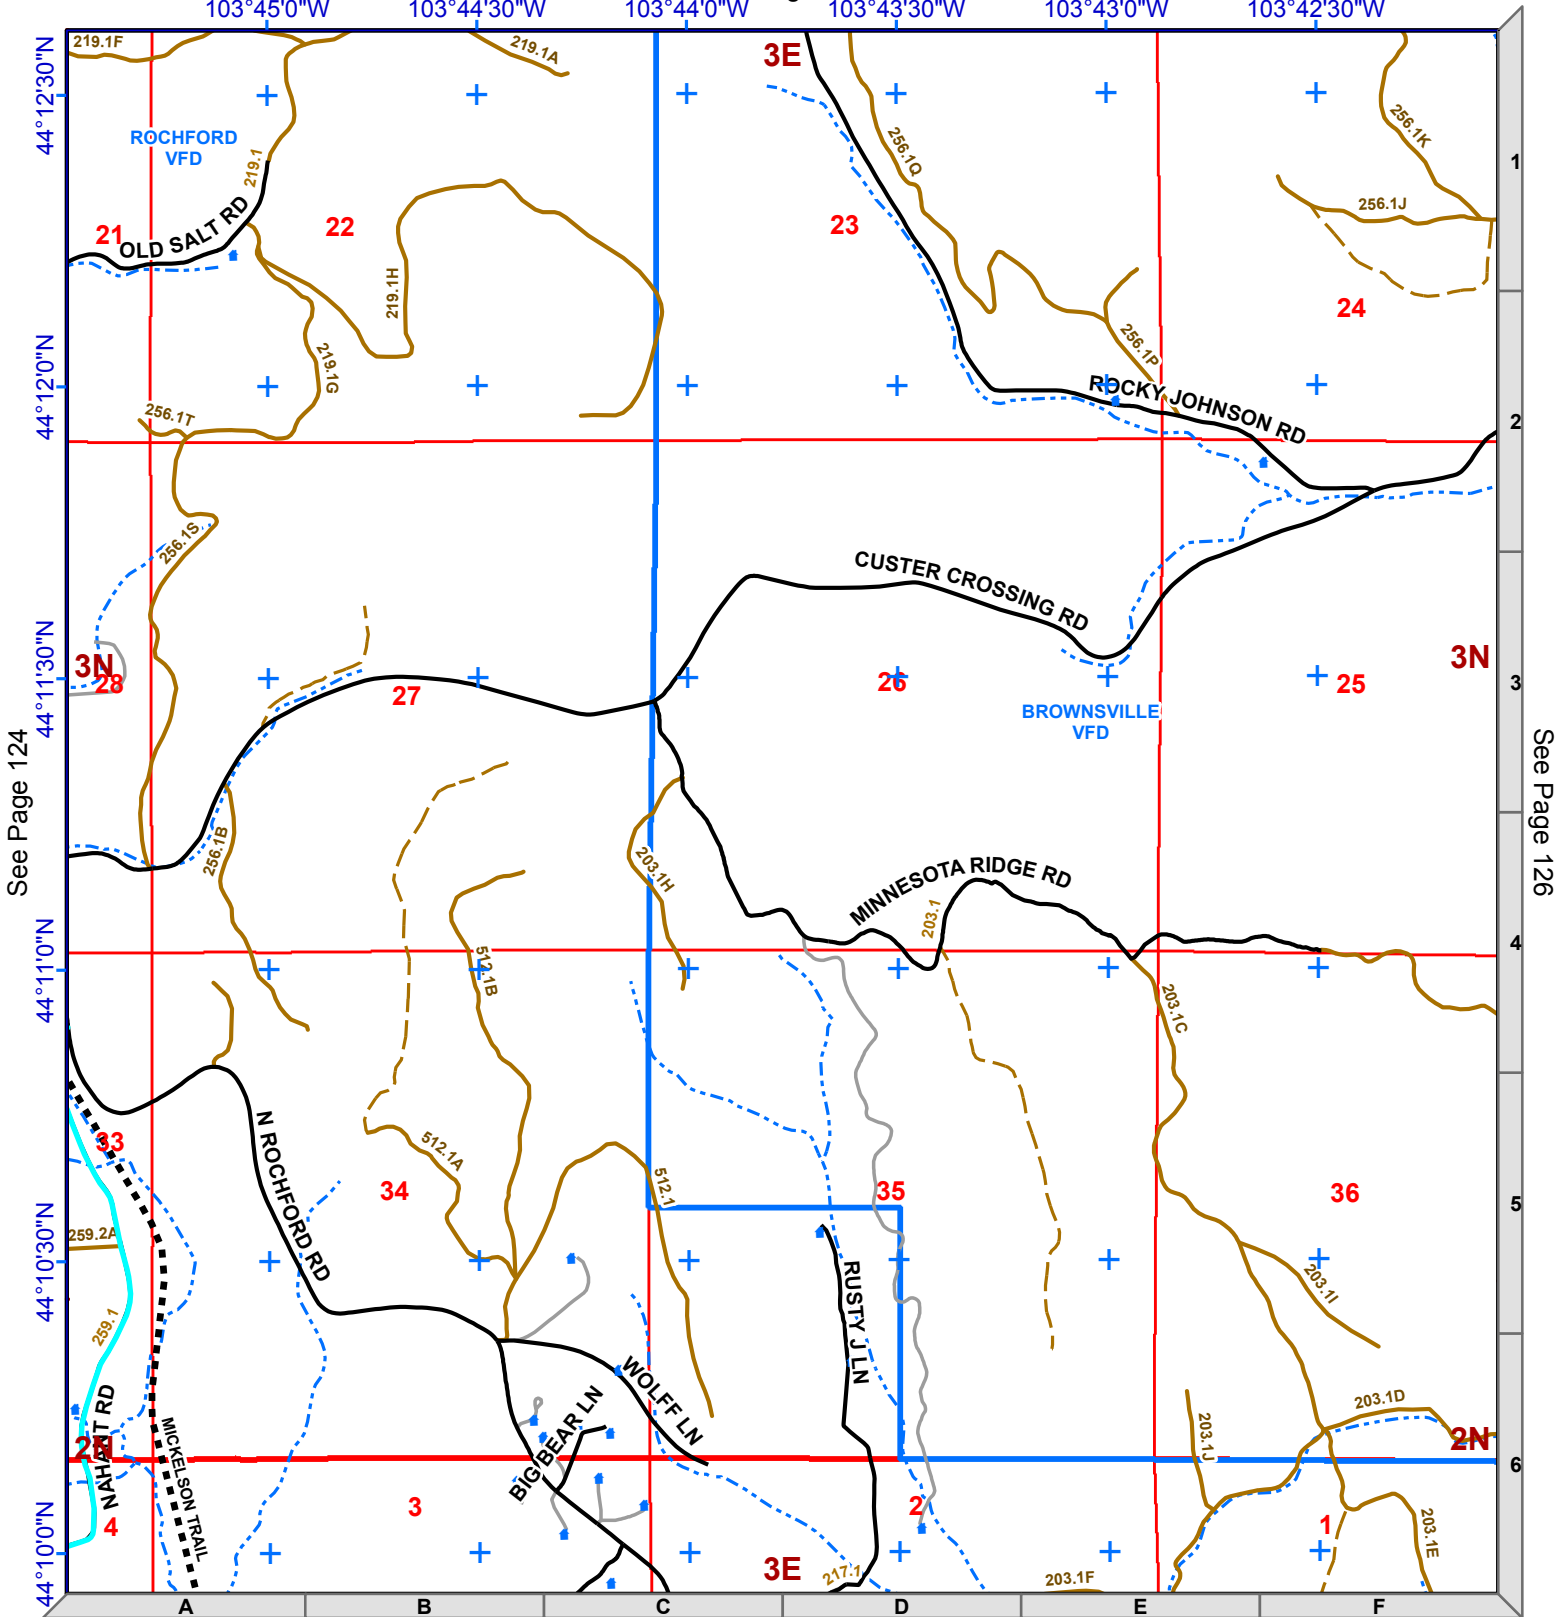 103°45'0"W
103°44'30"W
103°44'0"W
103°43'30"W
103°43'0"W
103°42'30"W
219.1F
219.1A
3E
44°12'30"N
ROCHFORD
VFD
219.1
256.1Q
256.1K
1
256.1J
21
OLD SALT RD
22
23
219.1H
24
219.1G
256.1P
44°12'0"N
ROCKY JOHNSON RD
256.1T
2
256.1S
CUSTER CROSSING RD
44°11'30"N
3N
28
27
26
25
3N
3
BROWNSVILLE
VFD
See Page 124
See Page 126
256.1B
203.1H
MINNESOTA RIDGE RD
203.1
44°11'0"N
512.1B
4
203.1C
33
N ROCHFORD RD
512.1A
34
512.1
35
36
5
44°10'30"N
259.2A
259.1
RUSTY J LN
203.1I
NAHANT RD
MICKELSON TRAIL
BIG BEAR LN
WOLFF LN
203.1D
203.1J
2N
2N
6
4
3
2
1
44°10'0"N
203.1E
3E
217.1
203.1F
A
B
C
D
E
F